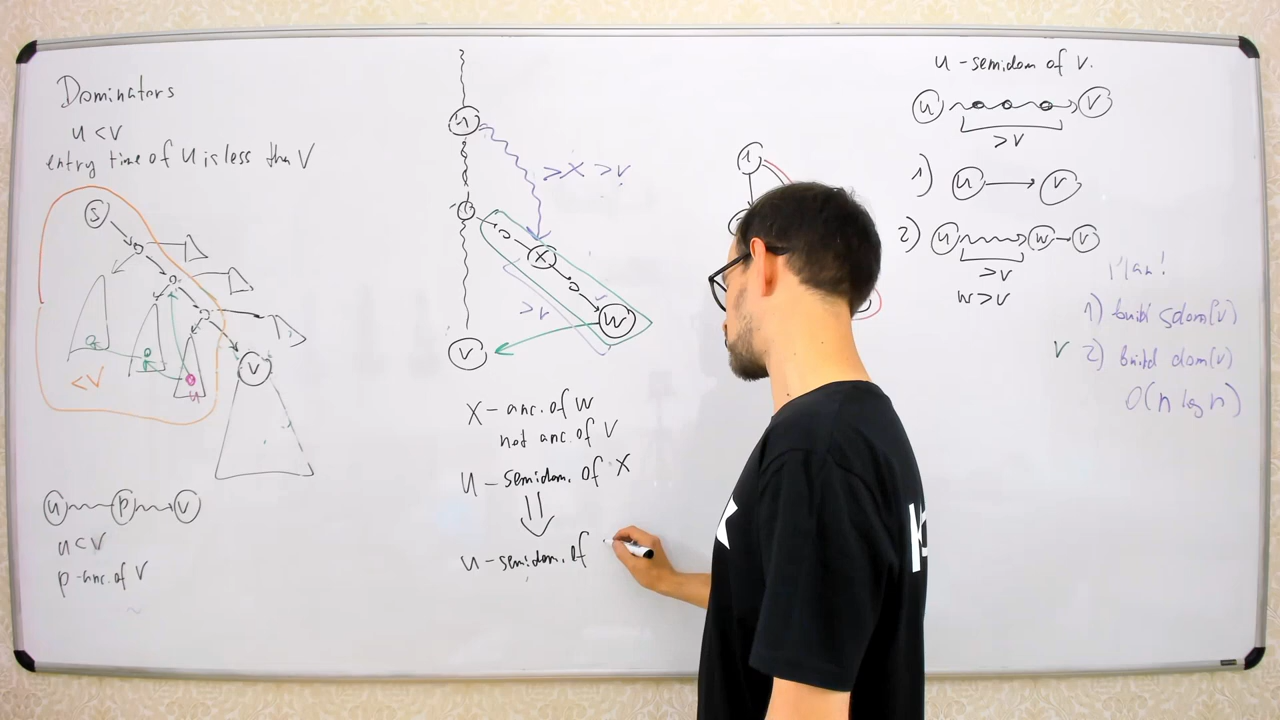 Dominators
u < v
entry time of u is less than v
S
v
< v
u
u p v
u < v
p - anc. of v
u
> x > v
x
> v
w
v
x - anc. of w
not anc. of v
u - semidom. of x
u - semidom. of
1
u - semidom of v.
u v
> v
1) u v
2) u w v
> v
w > v
Plan!
1) build sdom(v)
v 2) build dom(v)
O(n log n)